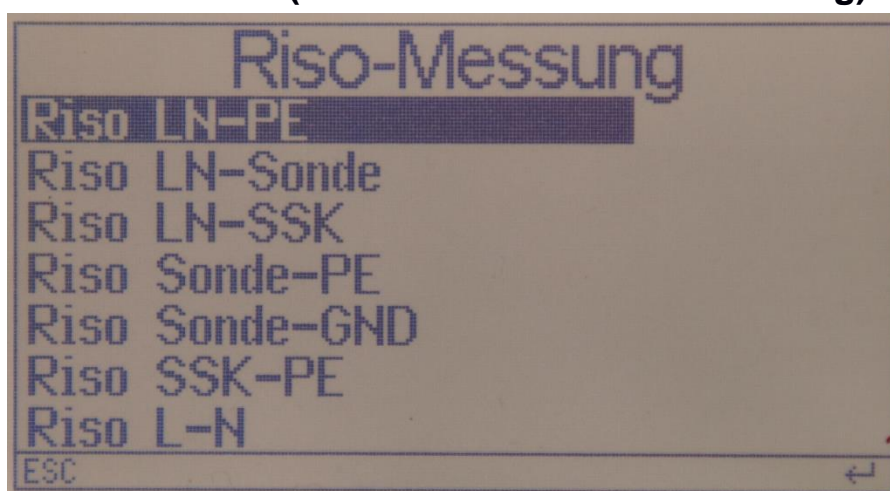 Riso-Messung
Riso LN-PE
Riso LN-Sonde
Riso LN-SSK
Riso Sonde-PE
Riso Sonde-GND
Riso SSK-PE
Riso L-N
ESC ↵